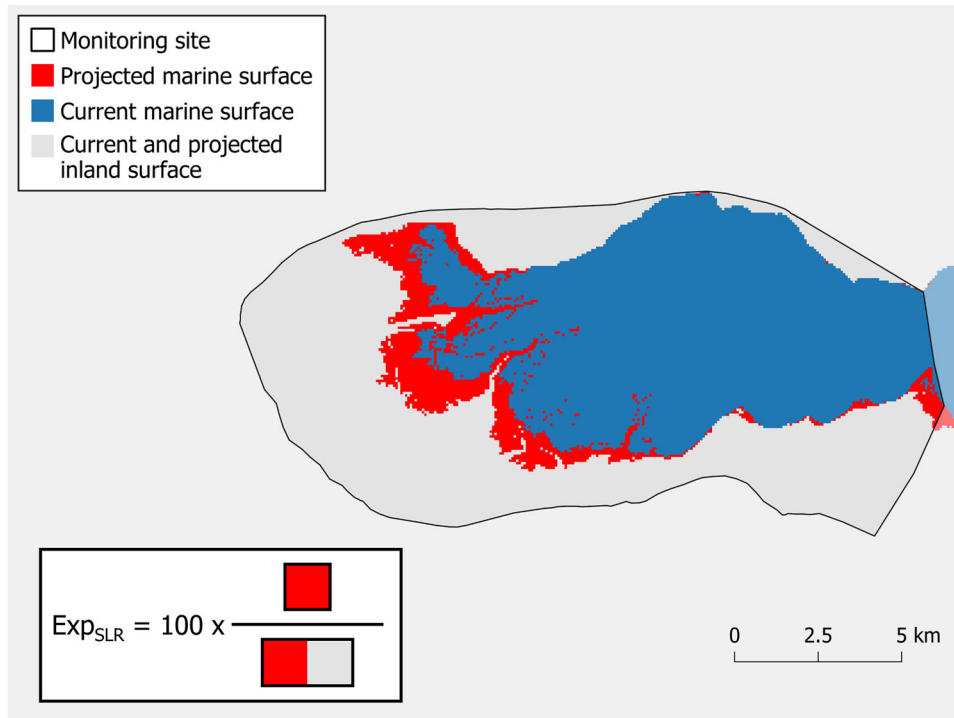 Monitoring site
Projected marine surface
Current marine surface
Current and projected
inland surface
Exp_SLR = 100 x
0 2.5 5 km